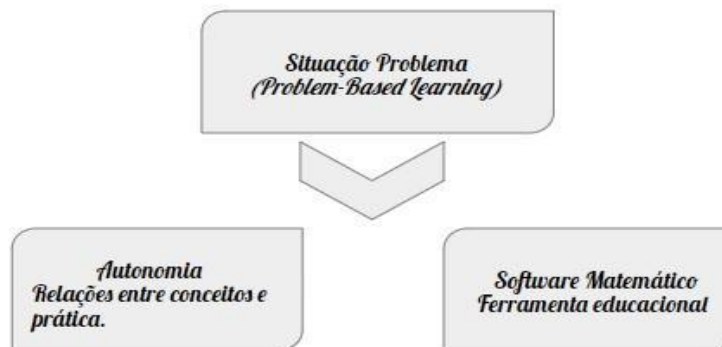 Situação Problema
(Problem-Based Learning)
Autonomia
Relações entre conceitos e
prática.
Software Matemático
Ferramenta educacional